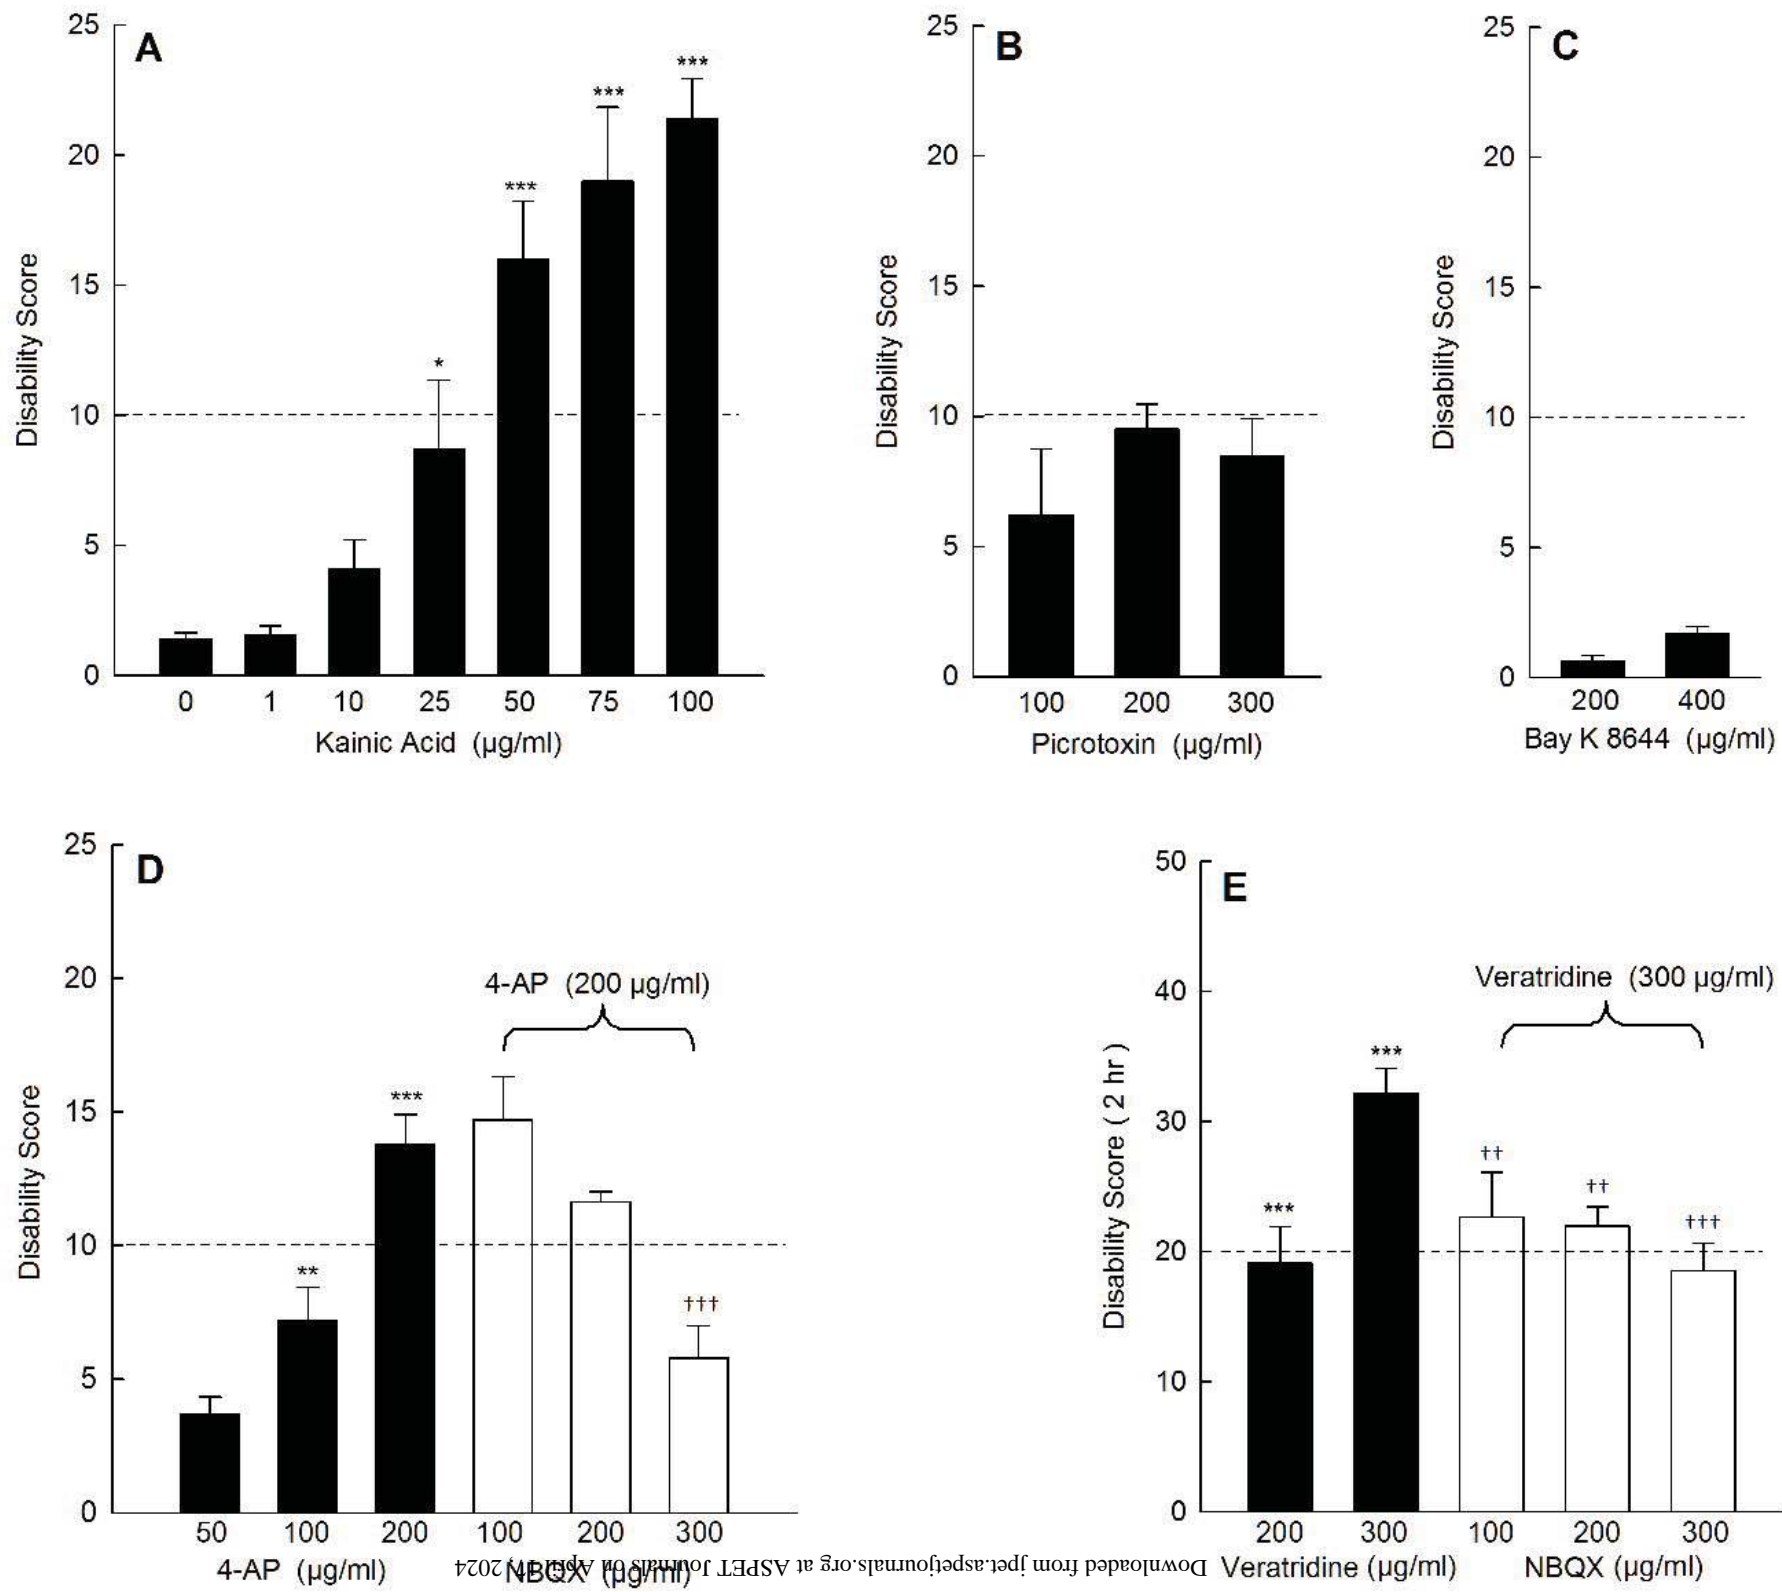 A
Disability Score
25
20
15
10
5
0
*
***
***
***
0 1 10 25 50 75 100
Kainic Acid (µg/ml)
B
Disability Score
25
20
15
10
5
0
100 200 300
Picrotoxin (µg/ml)
C
Disability Score
25
20
15
10
5
0
200 400
Bay K 8644 (µg/ml)
D
Disability Score
25
20
15
10
5
0
4-AP (200 µg/ml)
**
***
†††
50 100 200 100 200 300
4-AP (µg/ml) NBQX (µg/ml)
E
Disability Score ( 2 hr )
50
40
30
20
10
0
Veratridine (300 µg/ml)
***
***
††
††
†††
200 300 100 200 300
Veratridine (µg/ml) NBQX (µg/ml)
Downloaded from jpet.aspetjournals.org at ASPET Journals on April 17, 2024